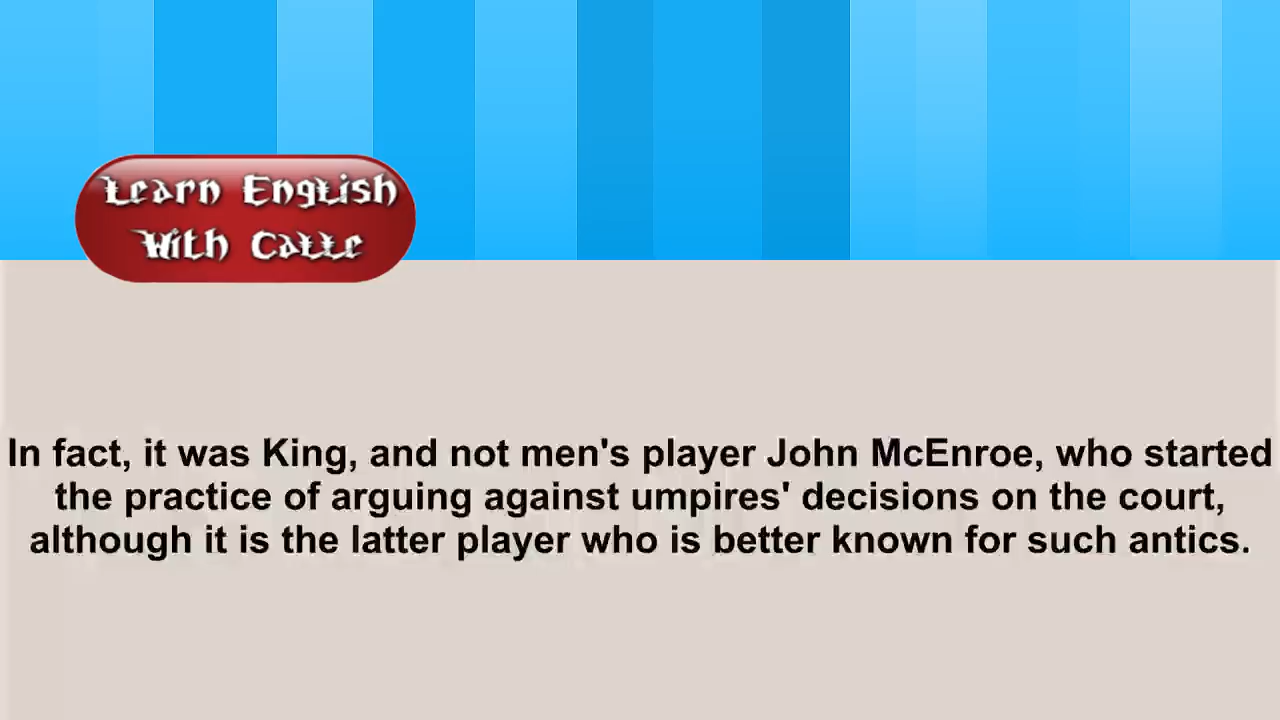 Learn English
With Catte
In fact, it was King, and not men's player John McEnroe, who started
the practice of arguing against umpires' decisions on the court,
although it is the latter player who is better known for such antics.